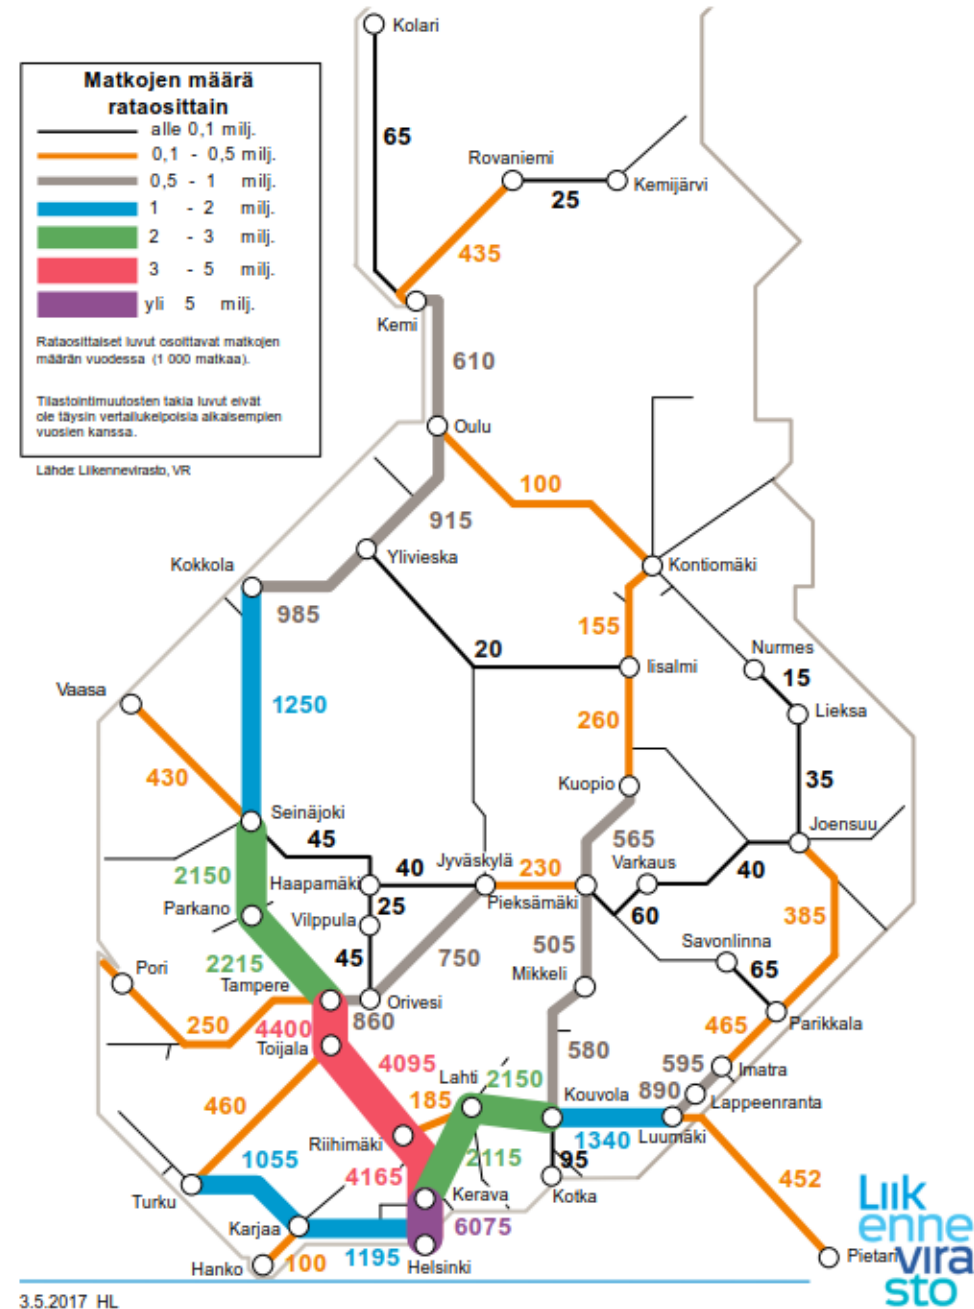 Kolari
Matkojen määrä
rataosittain
alle 0,1 milj.
0,1 - 0,5 milj.
0,5 - 1 milj.
1 - 2 milj.
2 - 3 milj.
3 - 5 milj.
yli 5 milj.
Rataosittaiset luvut osoittavat matkojen
määrän vuodessa (1 000 matkaa).
Tilastointimuutosten takia luvut eivät
ole täysin vertailukelpoisia aikaisempien
vuosien kanssa.
Lähde: Liikennevirasto, VR
65
Rovaniemi
Kemijärvi
25
435
Kemi
610
Oulu
100
915
Ylivieska
Kokkola
985
Kontiomäki
155
Nurmes
20
Iisalmi
15
Vaasa
1250
260
Lieksa
430
Kuopio
35
Seinäjoki
45
565
Joensuu
2150
Haapamäki
40
Jyväskylä
230
Varkaus
40
Parkano
25
Pieksämäki
60
385
Vilppula
505
Savonlinna
2215
45
750
65
Pori
Tampere
Mikkeli
Orivesi
860
250
4400
465
Parikkala
Toijala
4095
580
595
Imatra
Lahti
2150
Kouvola
890
Lappeenranta
460
185
1340
Luumäki
Riihimäki
2115
95
1055
4165
452
Turku
Kerava
Kotka
Karjaa
6075
1195
Hanko
100
Helsinki
Pietari
Liik
enne
vira
sto
3.5.2017 HL